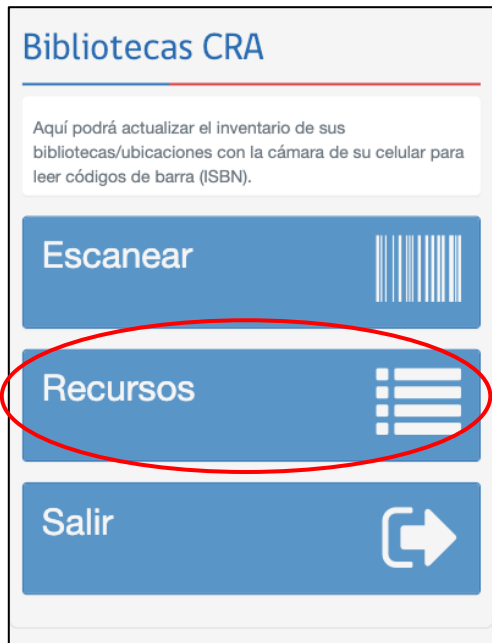 Bibliotecas CRA
Aquí podrá actualizar el inventario de sus
bibliotecas/ubicaciones con la cámara de su celular para
leer códigos de barra (ISBN).
Escanear
Recursos
Salir